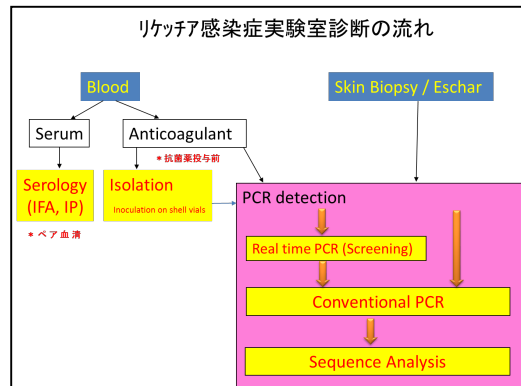 リケッチア感染症実験室診断の流れ
Blood
Skin Biopsy / Eschar
Serum
Anticoagulant
*抗菌薬投与前
Serology
(IFA, IP)
Isolation
Inoculation on shell vials
*ペア血清
PCR detection
Real time PCR (Screening)
Conventional PCR
Sequence Analysis